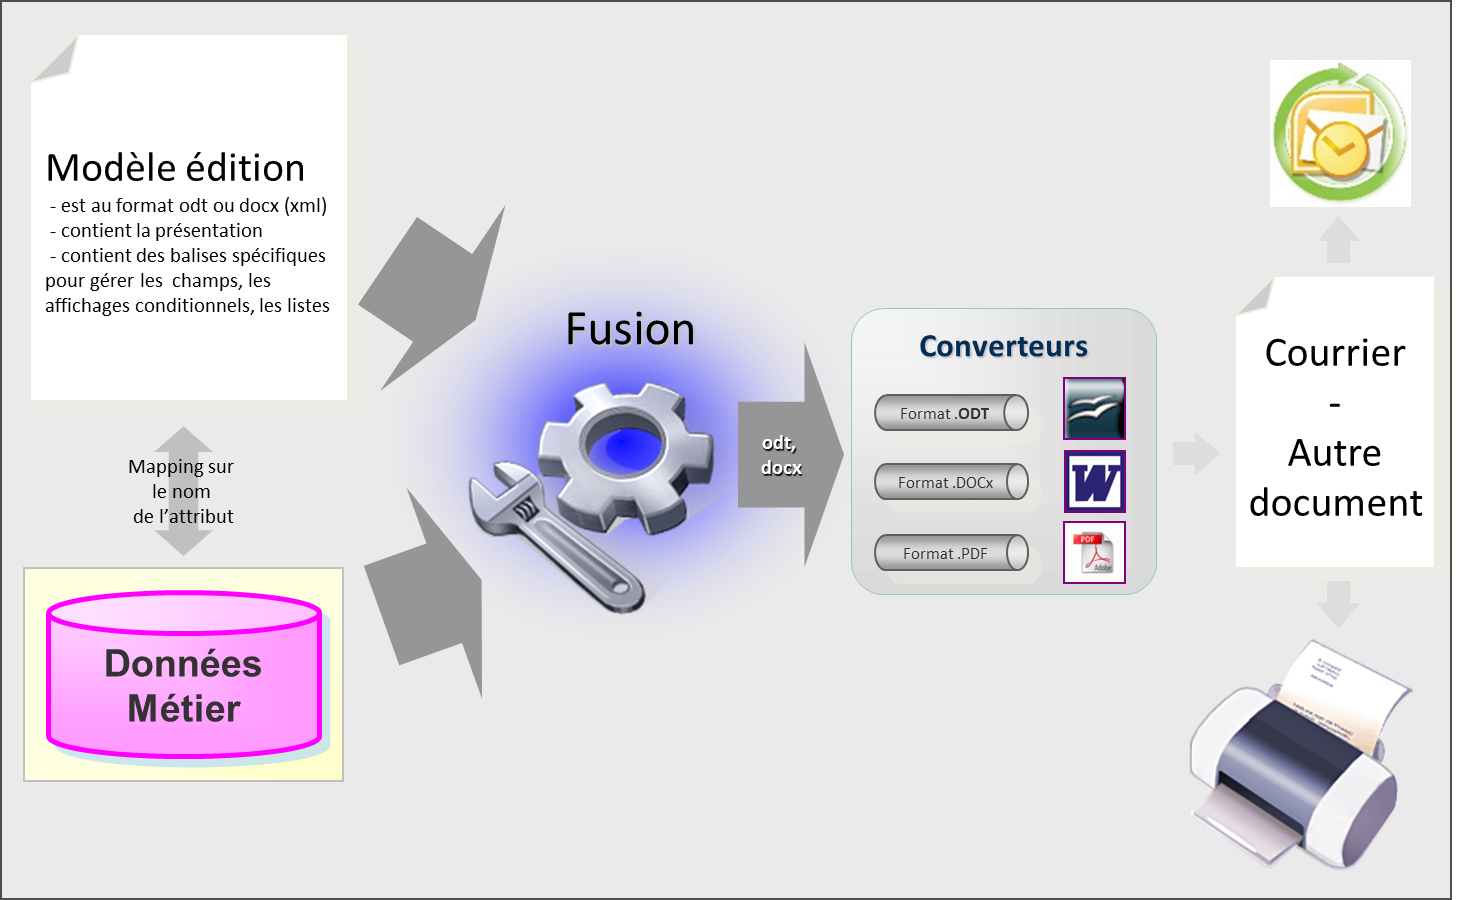 Modèle édition
- est au format odt ou docx (xml)
- contient la présentation
- contient des balises spécifiques
pour gérer les champs, les
affichages conditionnels, les listes
Mapping sur
le nom
de l’attribut
Données
Métier
Fusion
odt,
docx
Converteurs
Format .ODT
Format .DOCx
W
Format .PDF
PDF
Adobe
Courrier
-
Autre
document